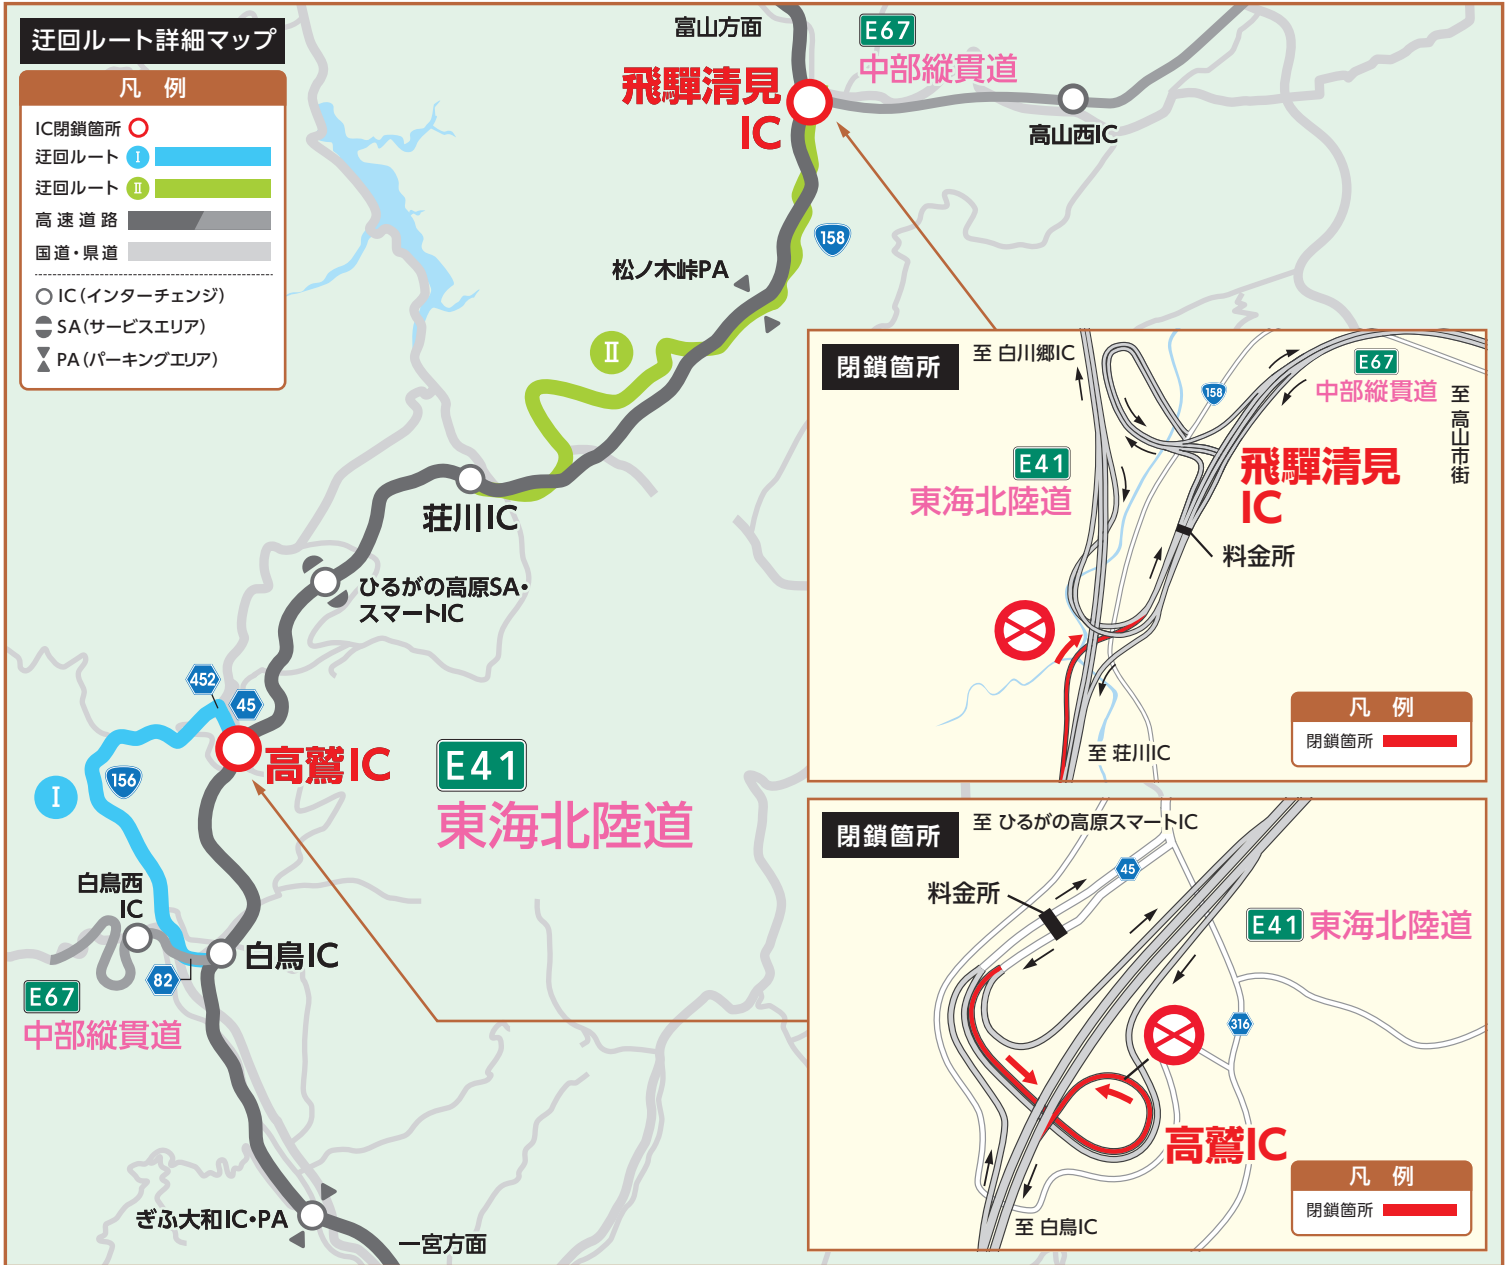 迂回ルート詳細マップ
凡 例
IC閉鎖箇所
迂回ルート Ⅰ
迂回ルート Ⅱ
高速道路
国道・県道
IC（インターチェンジ）
SA（サービスエリア）
PA（パーキングエリア）
富山方面
E67
中部縦貫道
飛驒清見
IC
高山西IC
158
松ノ木峠PA
Ⅱ
荘川IC
ひるがの高原SA・
スマートIC
452
45
高鷲IC
E41
東海北陸道
156
Ⅰ
白鳥西
IC
白鳥IC
82
E67
中部縦貫道
ぎふ大和IC・PA
一宮方面
閉鎖箇所
至 白川郷IC
E67
中部縦貫道
至 高山市街
158
E41
東海北陸道
飛驒清見
IC
料金所
至 荘川IC
凡 例
閉鎖箇所
閉鎖箇所
至 ひるがの高原スマートIC
45
料金所
E41 東海北陸道
316
高鷲IC
至 白鳥IC
凡 例
閉鎖箇所